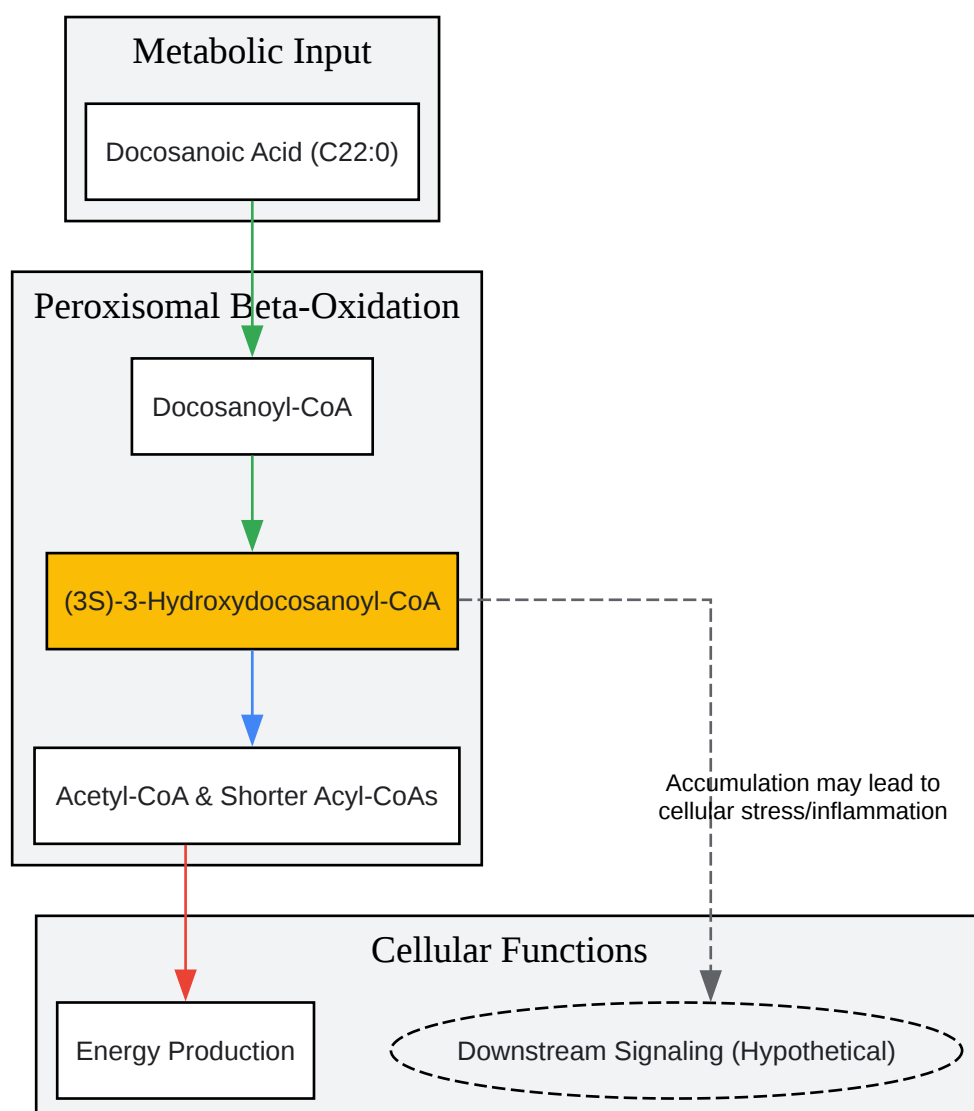 Metabolic Input
Docosanoic Acid (C22:0)
Peroxisomal Beta-Oxidation
Docosanoyl-CoA
(3S)-3-Hydroxydocosanoyl-CoA
Acetyl-CoA & Shorter Acyl-CoAs
Accumulation may lead to
cellular stress/inflammation
Cellular Functions
Energy Production
Downstream Signaling (Hypothetical)